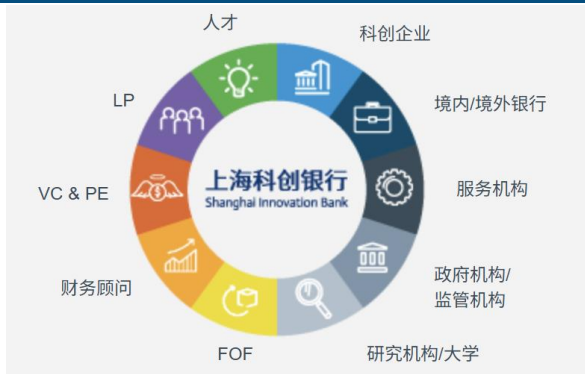 人才
科创企业
LP
境内/境外银行
上海科创银行
Shanghai Innovation Bank
VC & PE
服务机构
财务顾问
政府机构/
监管机构
FOF
研究机构/大学